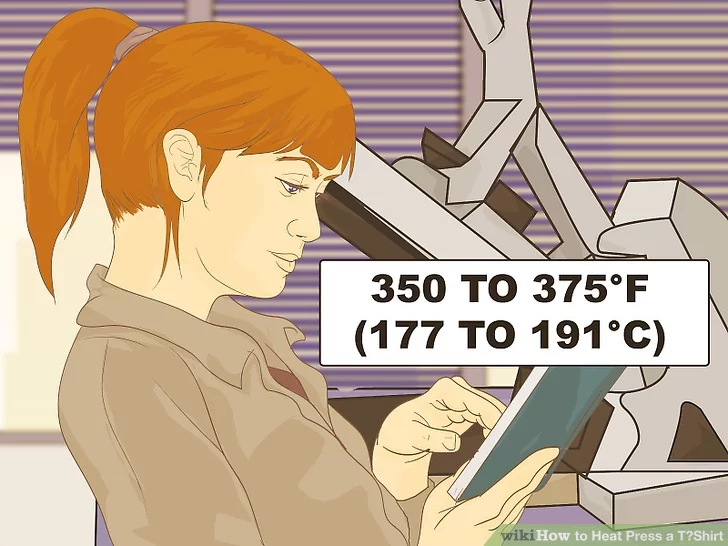 350 TO 375°F
(177 TO 191°C)
wikiHow to Heat Press a T?Shirt